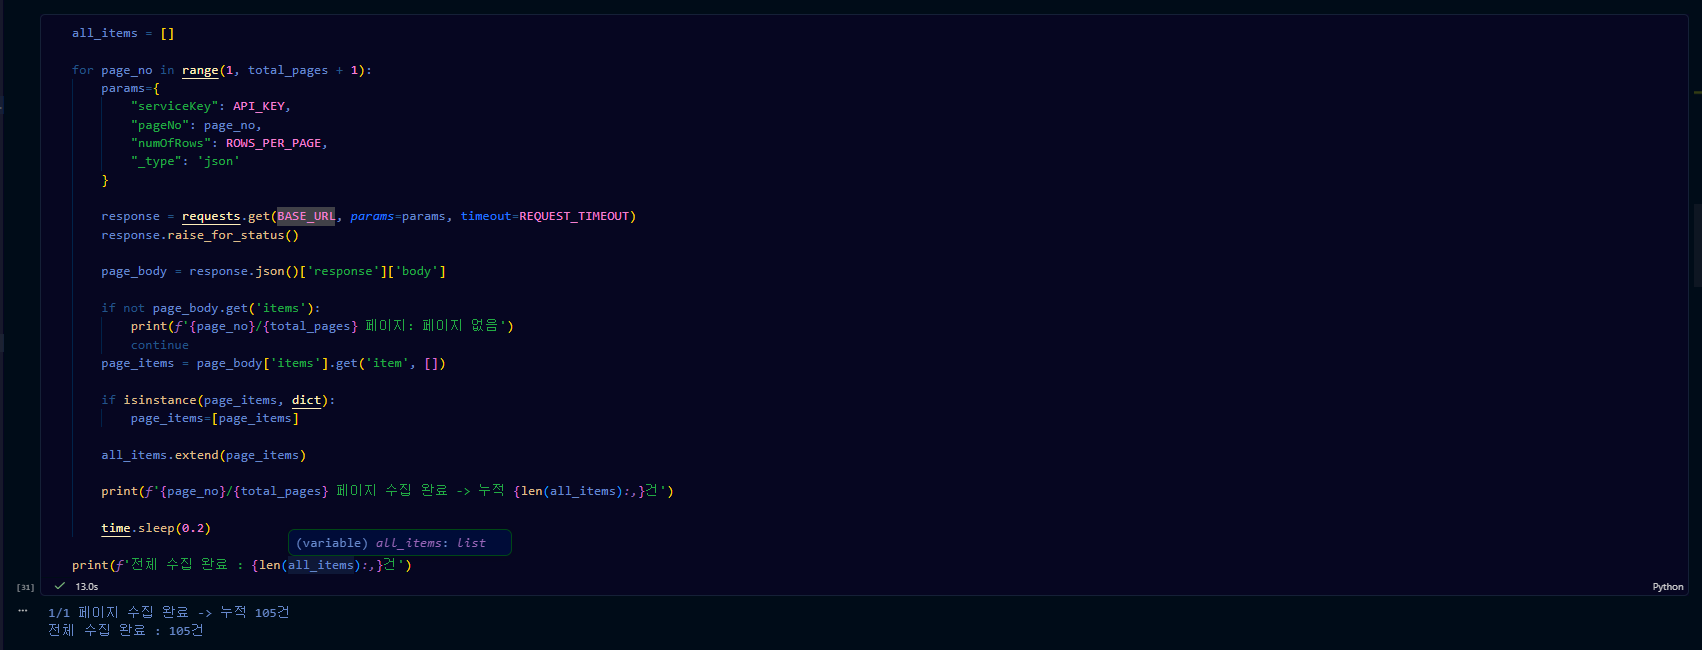 all_items = []
for page_no in range(1, total_pages + 1):
params={
"serviceKey": API_KEY,
"pageNo": page_no,
"numOfRows": ROWS_PER_PAGE,
"_type": 'json'
}
response = requests.get(BASE_URL, params=params, timeout=REQUEST_TIMEOUT)
response.raise_for_status()
page_body = response.json()['response']['body']
if not page_body.get('items'):
print(f'{page_no}/{total_pages} 페이지: 페이지 없음')
continue
page_items = page_body['items'].get('item', [])
if isinstance(page_items, dict):
page_items=[page_items]
all_items.extend(page_items)
print(f'{page_no}/{total_pages} 페이지 수집 완료 -> 누적 {len(all_items):,}건')
time.sleep(0.2)
(variable) all_items: list
print(f'전체 수집 완료 : {len(all_items):,}건')
[31] 13.0s Python
1/1 페이지 수집 완료 -> 누적 105건
전체 수집 완료 : 105건